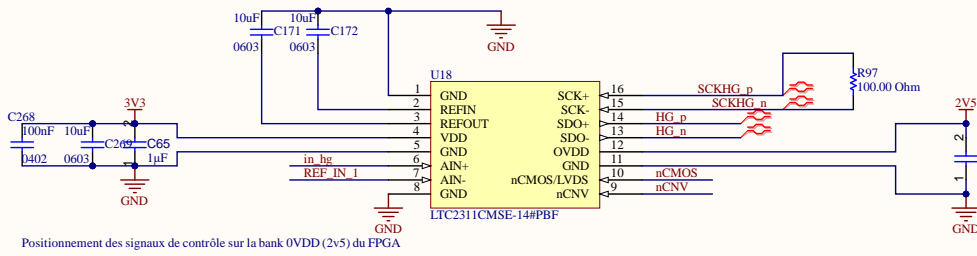 10uF
C171
0603
10uF
C172
0603
GND
U18
1 GND
2 REFIN
3 REFOUT
4 VDD
5 GND
6 AIN+
7 AIN-
8 GND
SCK+ 16
SCK- 15
SDO+ 14
SDO- 13
OVDD 12
GND 11
nCMOS/LVDS 10
nCNV 9
LTC2311CMSE-14#PBF
SCKHG_p
SCKHG_n
HG_p
HG_n
nCMOS
nCNV
R97
100.00 Ohm
2V5
2
1
GND
C268
100nF
0402
10uF
C269
0603
3V3
2
C65
1µF
1
GND
in_hg
REF_IN_1
GND
Positionnement des signaux de contrôle sur la bank 0VDD (2v5) du FPGA